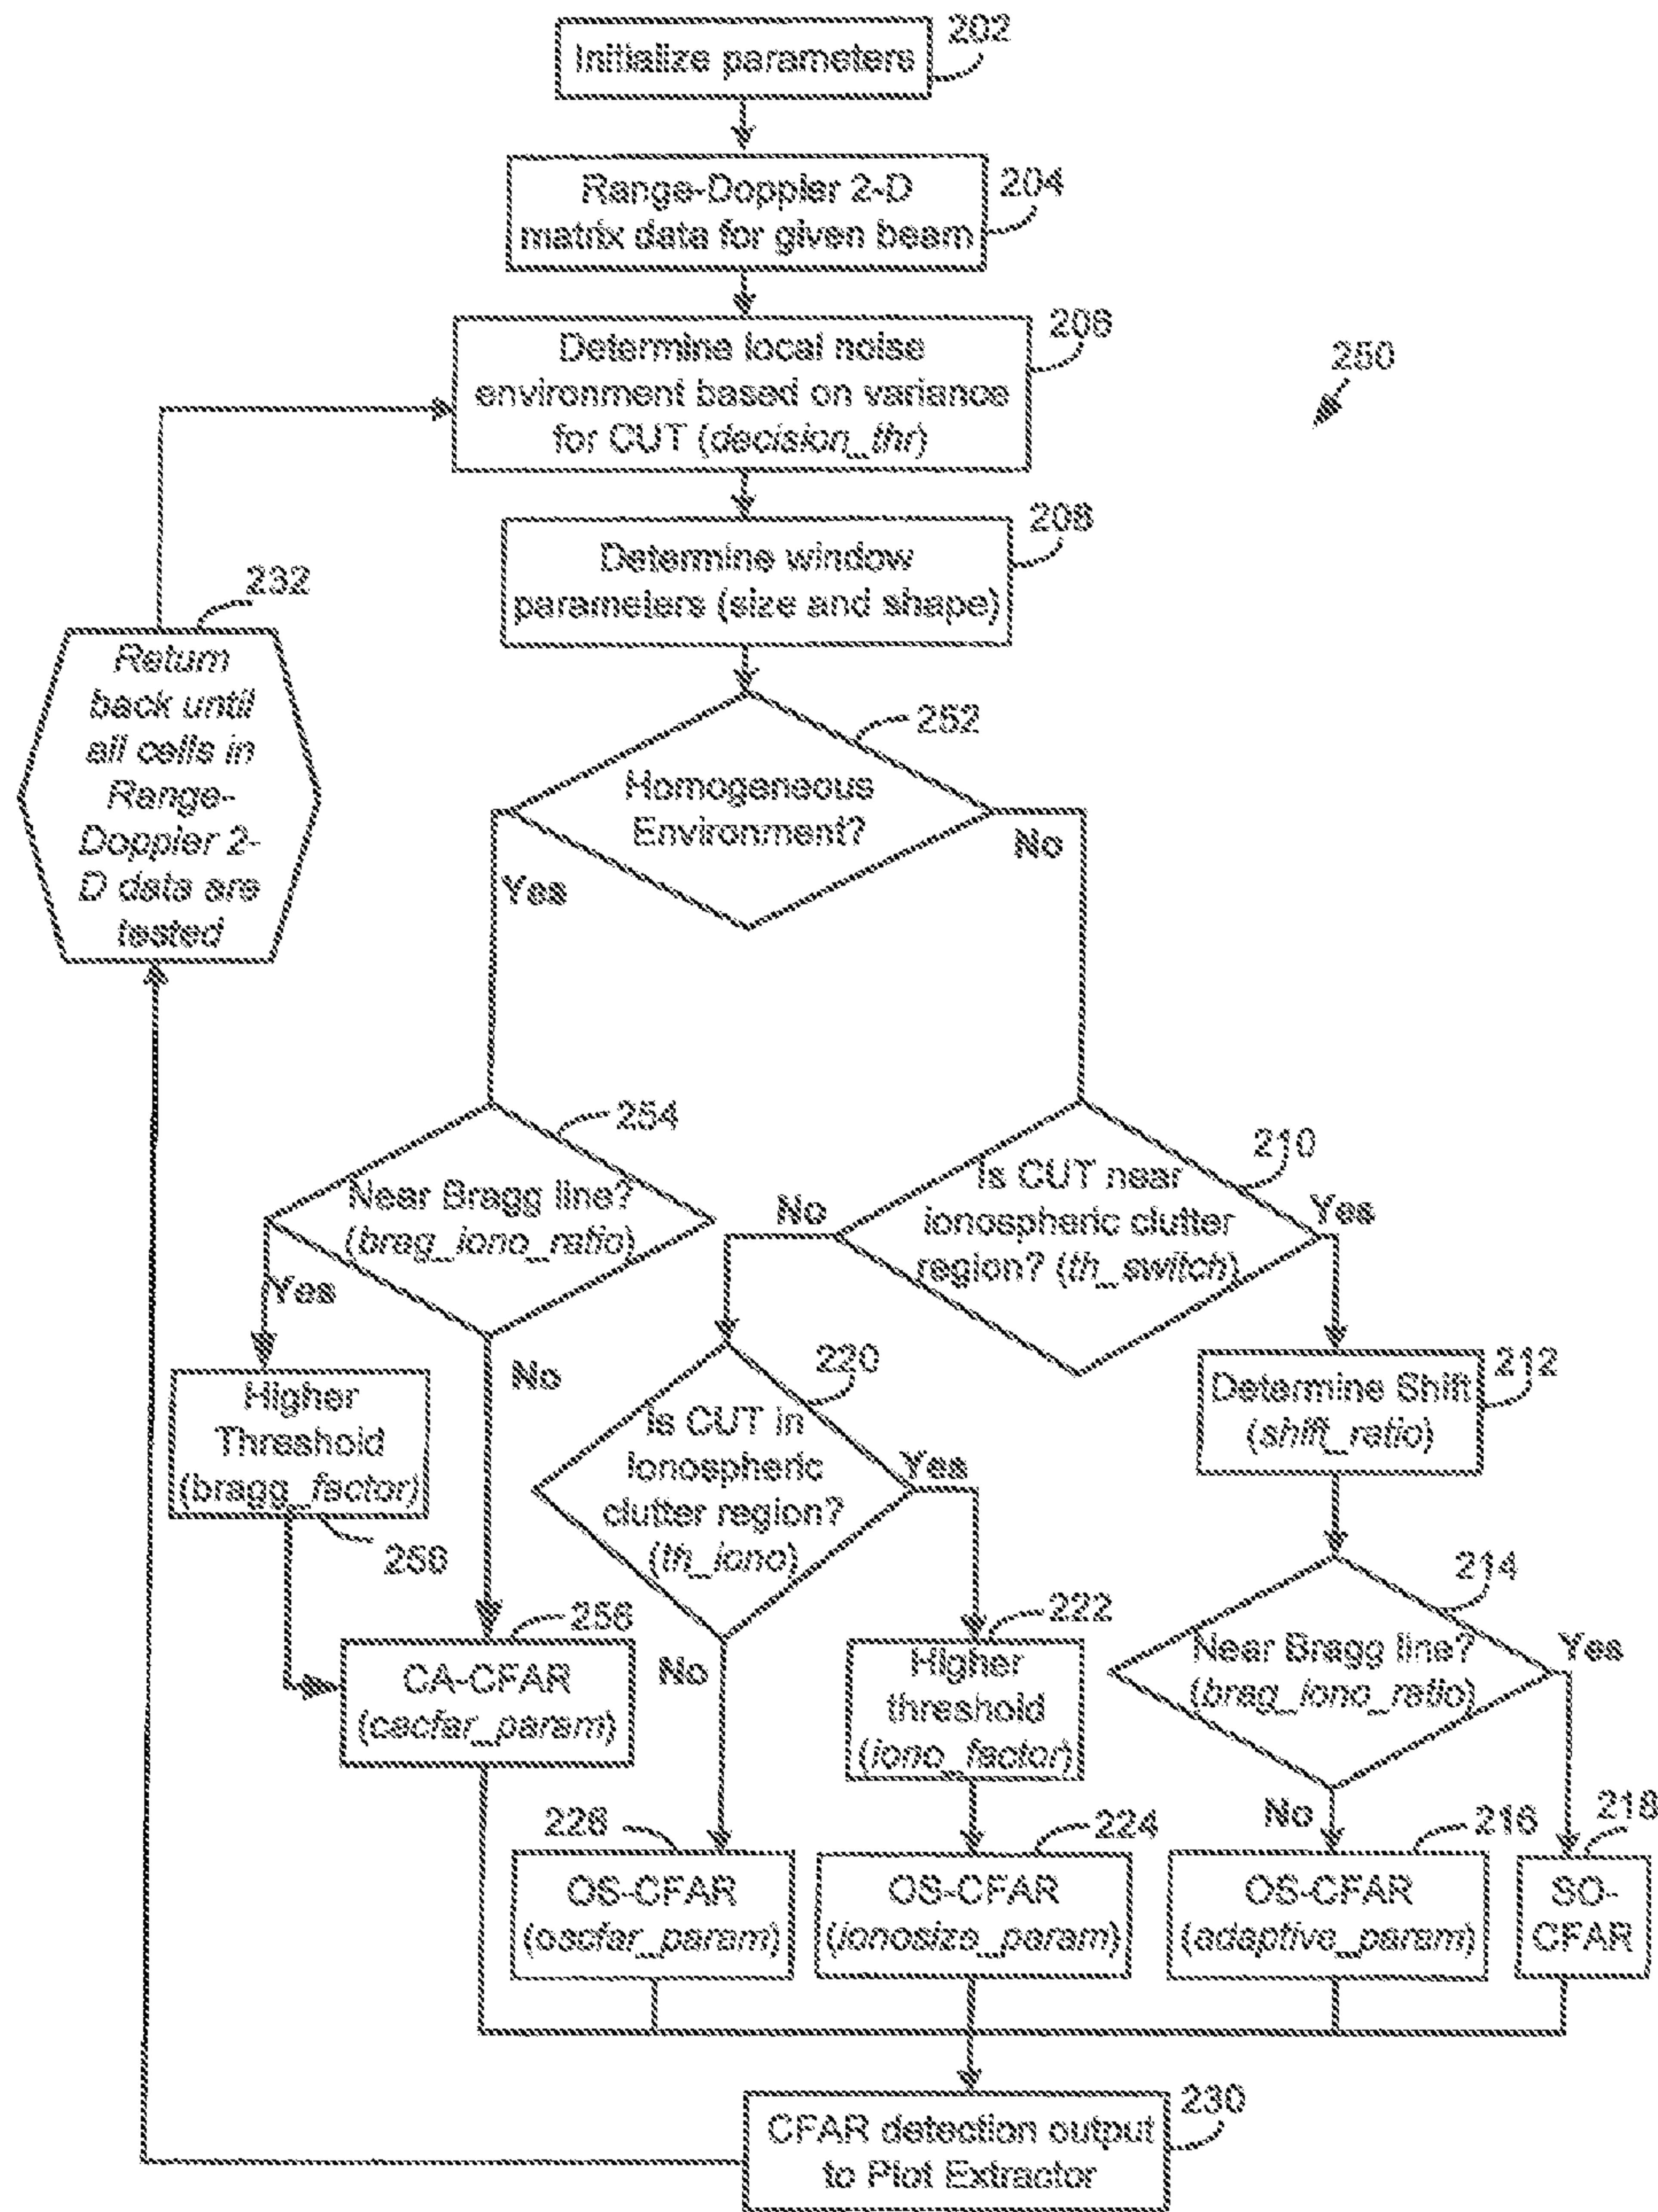 Initialize parameters
202
Range-Doppler 2-D
matrix data for given beam
204
Determine local noise
environment based on variance
for CUT (decision_thr)
206
250
Determine window
parameters (size and shape)
208
232
Return
back until
all cells in
Range-
Doppler 2-
D data are
tested
252
Homogeneous
Environment?
Yes
No
254
Near Bragg line?
(brag_iono_ratio)
210
Is CUT near
ionospheric clutter
region? (th_switch)
No
Yes
Yes
No
Higher
Threshold
(bragg_factor)
256
220
Is CUT in
Ionospheric
clutter region?
(th_iono)
Yes
No
212
Determine Shift
(shift_ratio)
214
Near Bragg line?
(brag_iono_ratio)
Yes
No
256
CA-CFAR
(cacfar_param)
222
Higher
threshold
(iono_factor)
226
OS-CFAR
(oscfar_param)
224
OS-CFAR
(ionosize_param)
216
OS-CFAR
(adaptive_param)
218
SO-
CFAR
230
CFAR detection output
to Plot Extractor